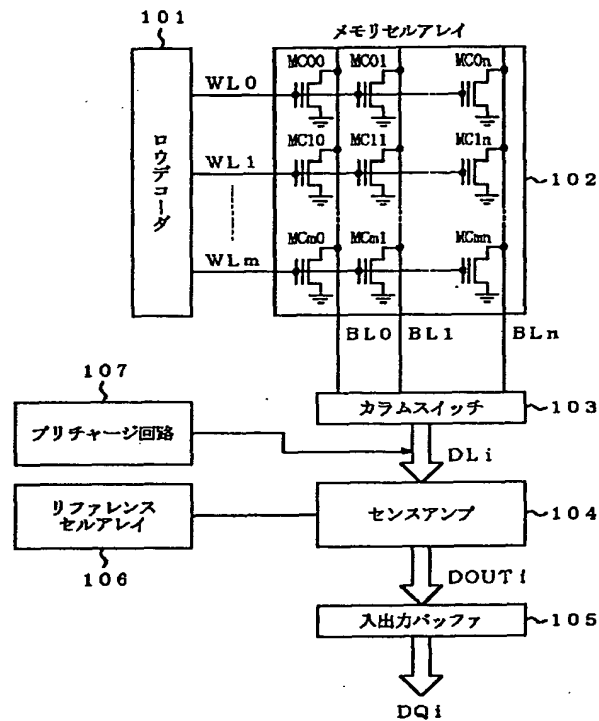 101
メモリセルアレイ
ロウデコーダ
WL0
MC00
MC01
MC0n
WL1
MC10
MC11
MC1n
102
WLm
MCm0
MCm1
MCmn
BL0
BL1
BLn
107
プリチャージ回路
カラムスイッチ
103
DLi
リファレンス
セルアレイ
センスアンプ
104
106
DOUTi
入出力バッファ
105
DQi